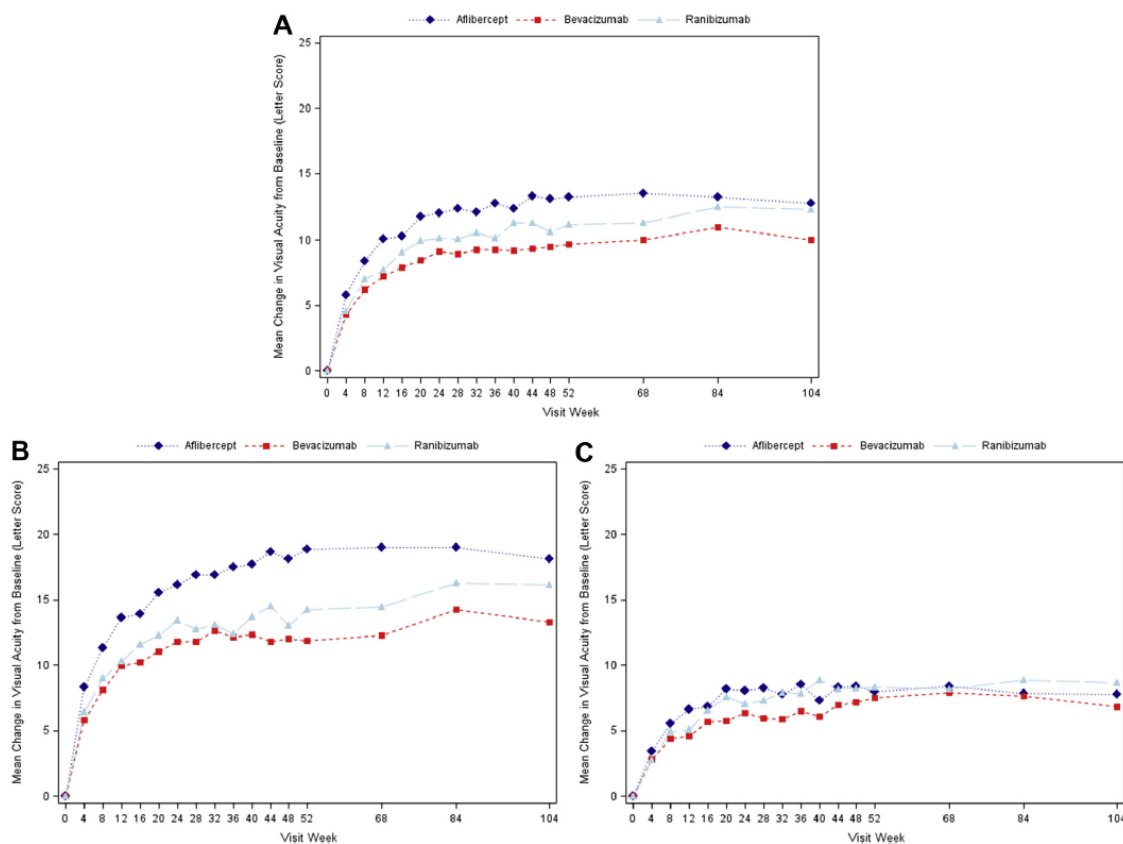 A
Aflibercept Bevacizumab Ranibizumab
25
20
15
10
5
0
Mean Change in Visual Acuity from Baseline (Letter Score)
0 4 8 12 16 20 24 28 32 36 40 44 48 52 68 84 104
Visit Week
B
Aflibercept Bevacizumab Ranibizumab
25
20
15
10
5
0
Mean Change in Visual Acuity from Baseline (Letter Score)
0 4 8 12 16 20 24 28 32 36 40 44 48 52 68 84 104
Visit Week
C
Aflibercept Bevacizumab Ranibizumab
25
20
15
10
5
0
Mean Change in Visual Acuity from Baseline (Letter Score)
0 4 8 12 16 20 24 28 32 36 40 44 48 52 68 84 104
Visit Week